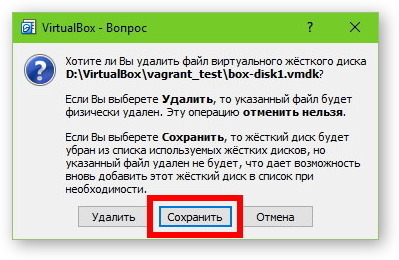 VirtualBox - Вопрос
Хотите ли Вы удалить файл виртуального жёсткого диска
D:\VirtualBox\vagrant_test\box-disk1.vmdk?
Если Вы выберете Удалить, то указанный файл будет
физически удален. Эту операцию отменить нельзя.
Если Вы выберете Сохранить, то жёсткий диск будет
убран из списка используемых жёстких дисков, но
указанный файл удален не будет, что дает возможность
вновь добавить этот жёсткий диск в список при
необходимости.
Удалить Сохранить Отмена